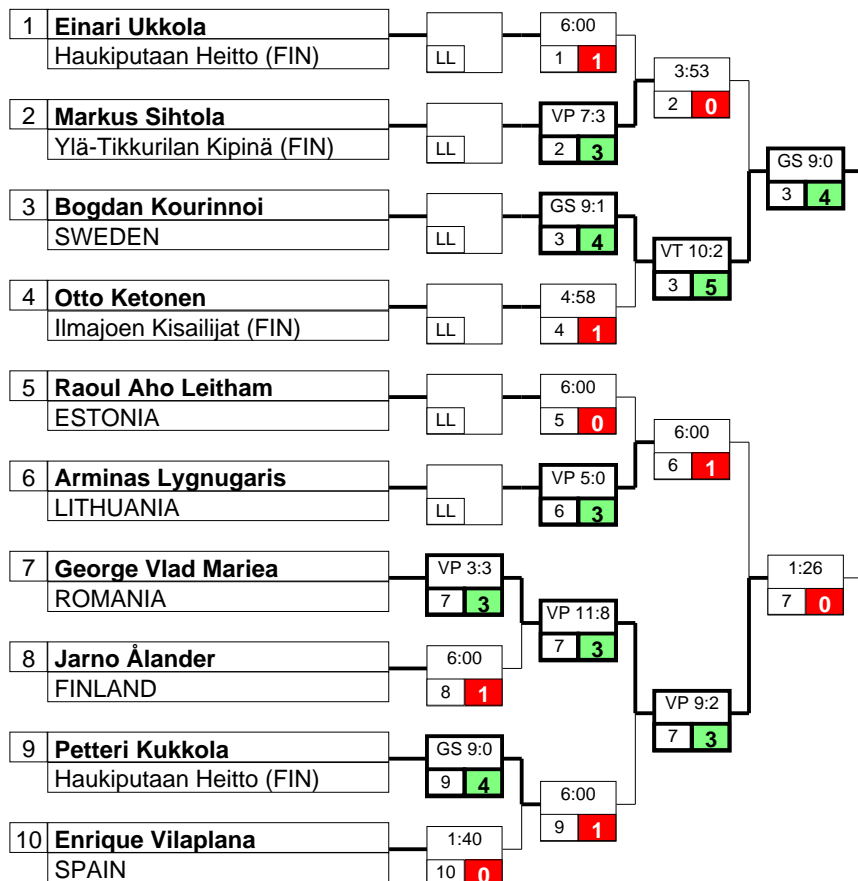 1 Einari Ukkola
Haukiputaan Heitto (FIN)
LL
6:00
1 1
3:53
2 0
2 Markus Sihtola
Ylä-Tikkurilan Kipinä (FIN)
LL
VP 7:3
2 3
GS 9:0
3 4
3 Bogdan Kourinnoi
SWEDEN
LL
GS 9:1
3 4
VT 10:2
3 5
4 Otto Ketonen
Ilmajoen Kisailijat (FIN)
LL
4:58
4 1
5 Raoul Aho Leitham
ESTONIA
LL
6:00
5 0
6:00
6 1
6 Arminas Lygnugaris
LITHUANIA
LL
VP 5:0
6 3
7 George Vlad Mariea
ROMANIA
VP 3:3
7 3
1:26
7 0
VP 11:8
7 3
8 Jarno Ålander
FINLAND
6:00
8 1
VP 9:2
7 3
9 Petteri Kukkola
Haukiputaan Heitto (FIN)
GS 9:0
9 4
6:00
9 1
10 Enrique Vilaplana
SPAIN
1:40
10 0